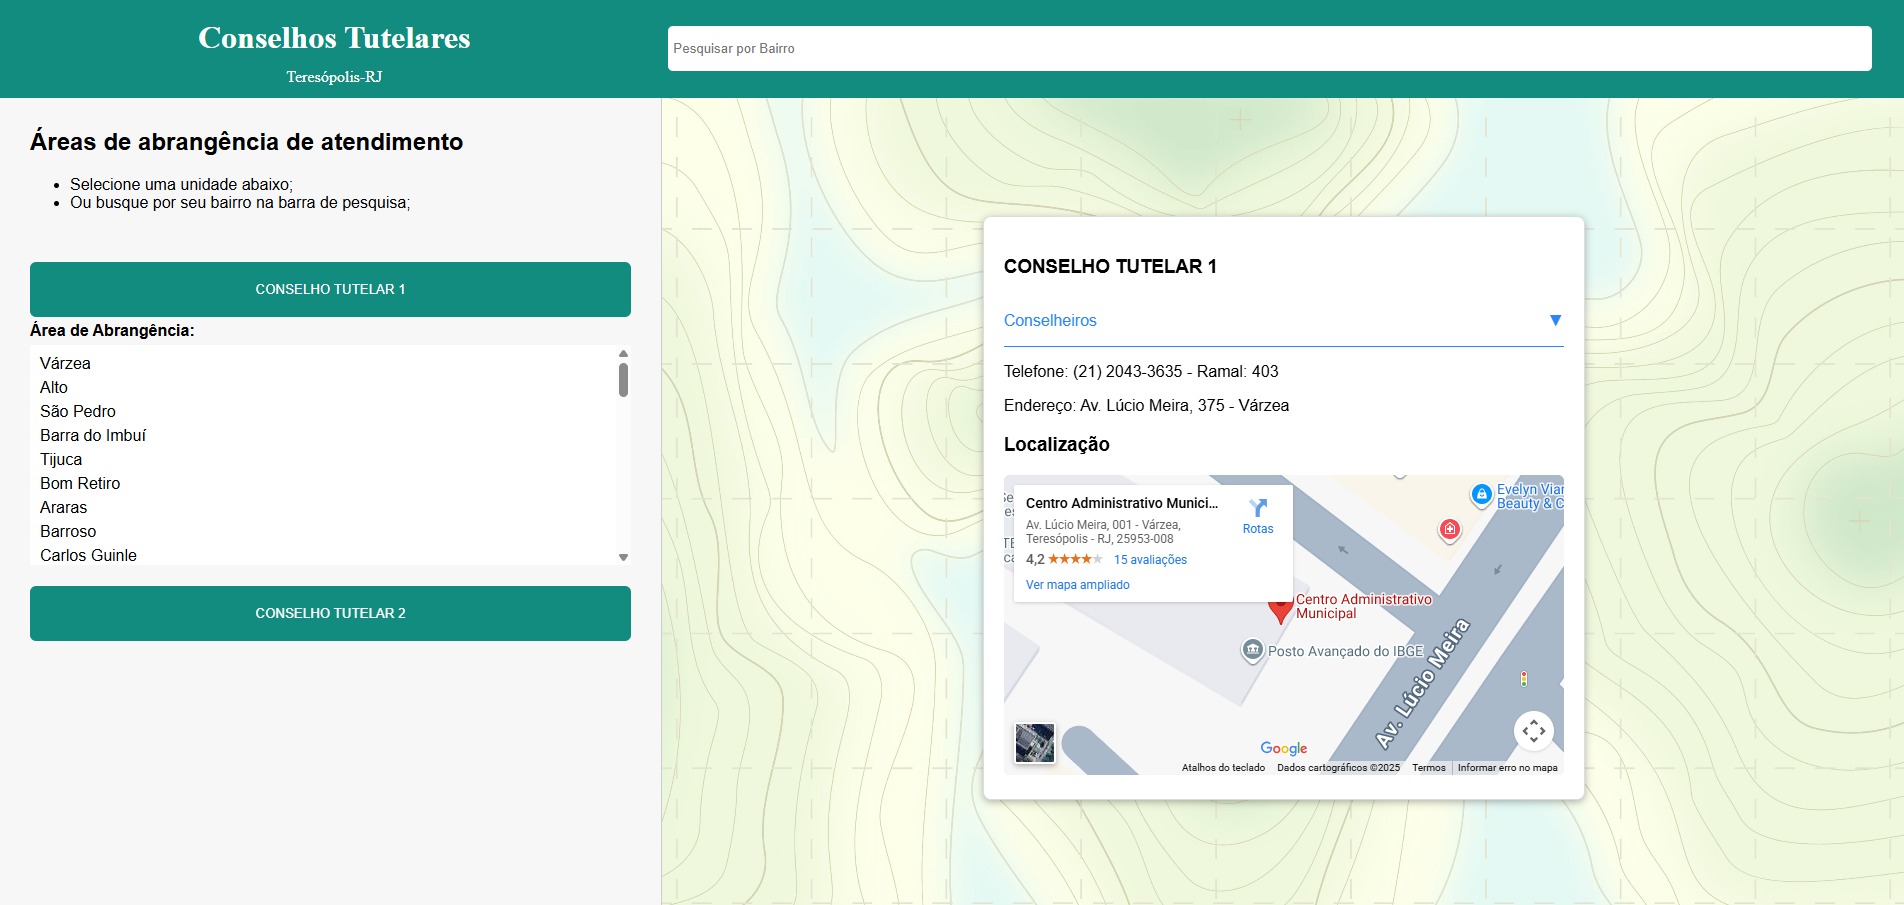 Conselhos Tutelares
Teresópolis-RJ
Pesquisar por Bairro
Áreas de abrangência de atendimento
Selecione uma unidade abaixo;
Ou busque por seu bairro na barra de pesquisa;
CONSELHO TUTELAR 1
Área de Abrangência:
Várzea
Alto
São Pedro
Barra do Imbuí
Tijuca
Bom Retiro
Araras
Barroso
Carlos Guinle
CONSELHO TUTELAR 2
CONSELHO TUTELAR 1
Conselheiros ▼
Telefone: (21) 2043-3635 - Ramal: 403
Endereço: Av. Lúcio Meira, 375 - Várzea
Localização
Centro Administrativo Munici...
Av. Lúcio Meira, 001 - Várzea,
Teresópolis - RJ, 25953-008
4,2 ★★★★★ 15 avaliações
Ver mapa ampliado
Rotas
Evelyn Vian
Beauty & C
Centro Administrativo
Municipal
Posto Avançado do IBGE
Av. Lúcio Meira
Google
Atalhos do teclado
Dados cartográficos ©2025
Termos
Informar erro no mapa